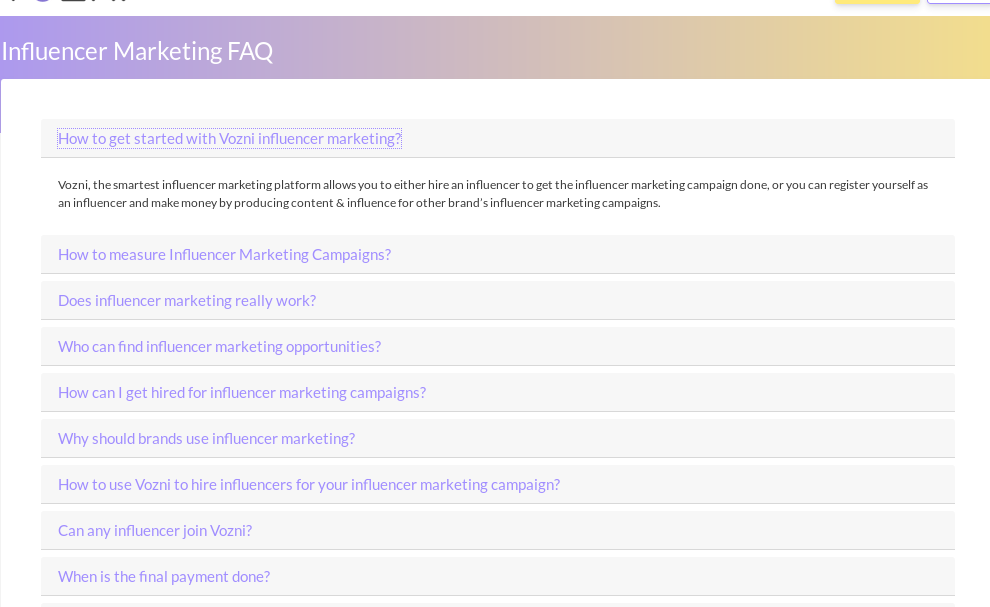 Influencer Marketing FAQ
How to get started with Vozni influencer marketing?
Vozni, the smartest influencer marketing platform allows you to either hire an influencer to get the influencer marketing campaign done, or you can register yourself as
an influencer and make money by producing content & influence for other brand’s influencer marketing campaigns.
How to measure Influencer Marketing Campaigns?
Does influencer marketing really work?
Who can find influencer marketing opportunities?
How can I get hired for influencer marketing campaigns?
Why should brands use influencer marketing?
How to use Vozni to hire influencers for your influencer marketing campaign?
Can any influencer join Vozni?
When is the final payment done?